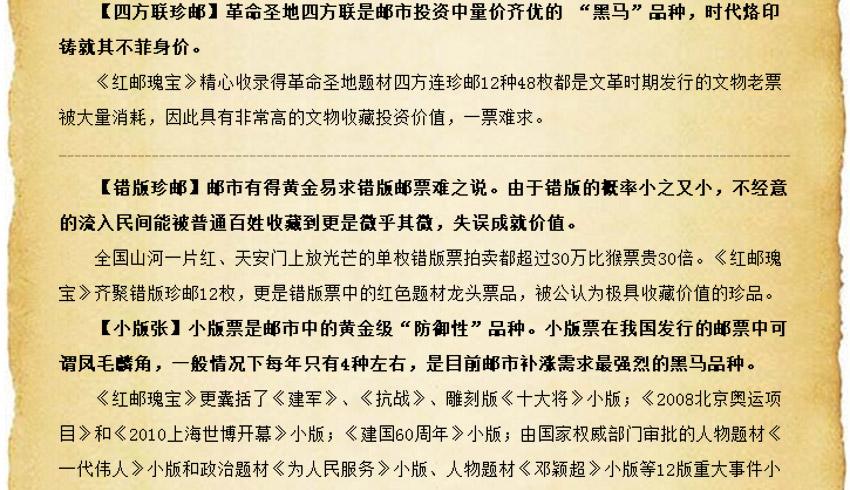 【四方联珍邮】革命圣地四方联是邮市投资中量价齐优的 “黑马”品种，时代烙印
铸就其不菲身价。
《红邮瑰宝》精心收录得革命圣地题材四方连珍邮12种48枚都是文革时期发行的文物老票
被大量消耗，因此具有非常高的文物收藏投资价值，一票难求。
【错版珍邮】邮市有得黄金易求错版邮票难之说。由于错版的概率小之又小，不经意
的流入民间能被普通百姓收藏到更是微乎其微，失误成就价值。
全国山河一片红、天安门上放光芒的单枚错版票拍卖都超过30万比猴票贵30倍。《红邮瑰
宝》齐聚错版珍邮12枚，更是错版票中的红色题材龙头票品，被公认为极具收藏价值的珍品。
【小版张】小版票是邮市中的黄金级“防御性”品种。小版票在我国发行的邮票中可
谓凤毛麟角，一般情况下每年只有4种左右，是目前邮市补涨需求最强烈的黑马品种。
《红邮瑰宝》更囊括了《建军》、《抗战》、雕刻版《十大将》小版；《2008北京奥运项
目》和《2010上海世博开幕》小版；《建国60周年》小版；由国家权威部门审批的人物题材《
一代伟人》小版和政治题材《为人民服务》小版、人物题材《邓颖超》小版等12版重大事件小